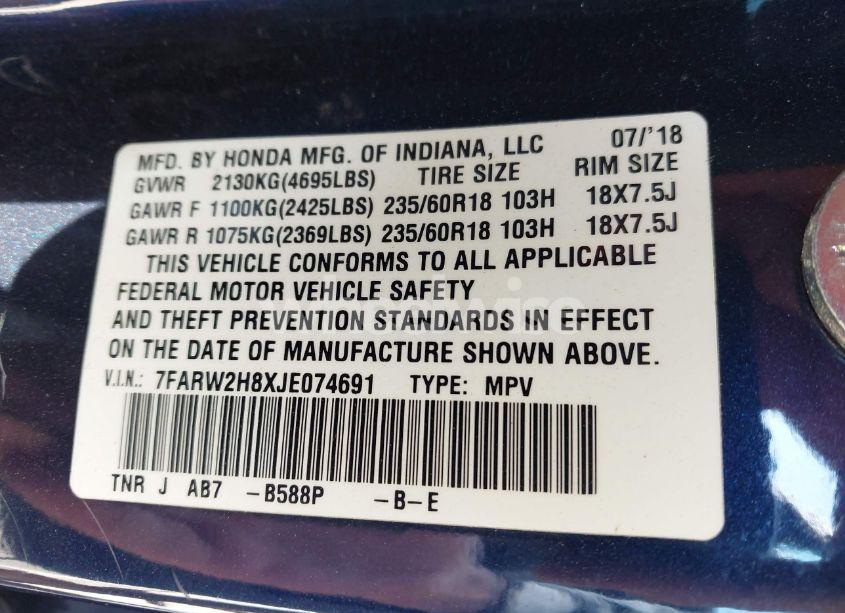 MFD. BY HONDA MFG. OF INDIANA, LLC 07/'18
GVWR 2130KG(4695LBS) TIRE SIZE RIM SIZE
GAWR F 1100KG(2425LBS) 235/60R18 103H 18X7.5J
GAWR R 1075KG(2369LBS) 235/60R18 103H 18X7.5J
THIS VEHICLE CONFORMS TO ALL APPLICABLE
FEDERAL MOTOR VEHICLE SAFETY
AND THEFT PREVENTION STANDARDS IN EFFECT
ON THE DATE OF MANUFACTURE SHOWN ABOVE.
V.I.N.: 7FARW2H8XJE074691 TYPE: MPV
TNR J AB7 -B588P -B-E